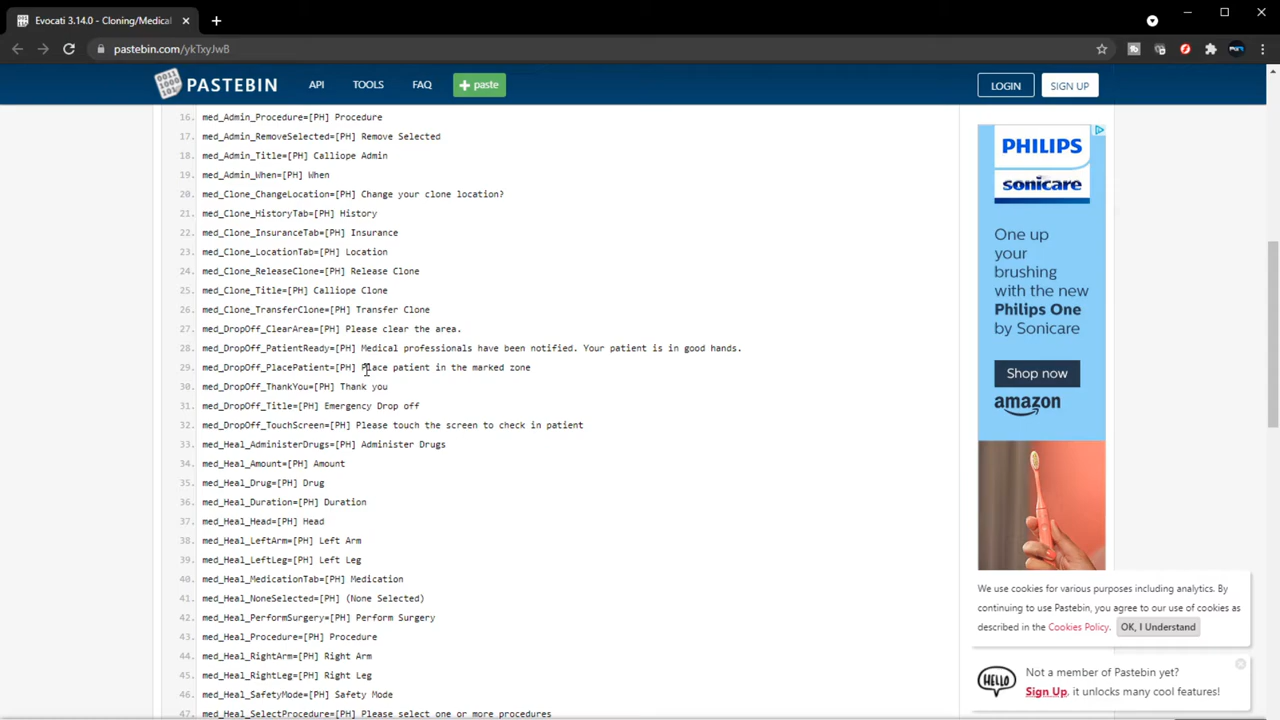 Evocati 3.14.0 - Cloning/Medical
pastebin.com/ykTxyJwB
PASTEBIN
API
TOOLS
FAQ
+ paste
LOGIN
SIGN UP
16. med_Admin_Procedure=[PH] Procedure
17. med_Admin_RemoveSelected=[PH] Remove Selected
18. med_Admin_Title=[PH] Calliope Admin
19. med_Admin_When=[PH] When
20. med_Clone_ChangeLocation=[PH] Change your clone location?
21. med_Clone_HistoryTab=[PH] History
22. med_Clone_InsuranceTab=[PH] Insurance
23. med_Clone_LocationTab=[PH] Location
24. med_Clone_ReleaseClone=[PH] Release Clone
25. med_Clone_Title=[PH] Calliope Clone
26. med_Clone_TransferClone=[PH] Transfer Clone
27. med_DropOff_ClearArea=[PH] Please clear the area.
28. med_DropOff_PatientReady=[PH] Medical professionals have been notified. Your patient is in good hands.
29. med_DropOff_PlacePatient=[PH] Place patient in the marked zone
30. med_DropOff_ThankYou=[PH] Thank you
31. med_DropOff_Title=[PH] Emergency Drop off
32. med_DropOff_TouchScreen=[PH] Please touch the screen to check in patient
33. med_Heal_AdministerDrugs=[PH] Administer Drugs
34. med_Heal_Amount=[PH] Amount
35. med_Heal_Drug=[PH] Drug
36. med_Heal_Duration=[PH] Duration
37. med_Heal_Head=[PH] Head
38. med_Heal_LeftArm=[PH] Left Arm
39. med_Heal_LeftLeg=[PH] Left Leg
40. med_Heal_MedicationTab=[PH] Medication
41. med_Heal_NoneSelected=[PH] (None Selected)
42. med_Heal_PerformSurgery=[PH] Perform Surgery
43. med_Heal_Procedure=[PH] Procedure
44. med_Heal_RightArm=[PH] Right Arm
45. med_Heal_RightLeg=[PH] Right Leg
46. med_Heal_SafetyMode=[PH] Safety Mode
47. med_Heal_SelectProcedure=[PH] Please select one or more procedures
PHILIPS
sonicare
One up
your
brushing
with the new
Philips One
by Sonicare
Show now
amazon
We use cookies for various purposes including analytics. By
continuing to use Pastebin, you agree to our use of cookies as
described in the Cookies Policy. OK, I Understand
HELLO
Not a member of Pastebin yet?
Sign Up, it unlocks many cool features!